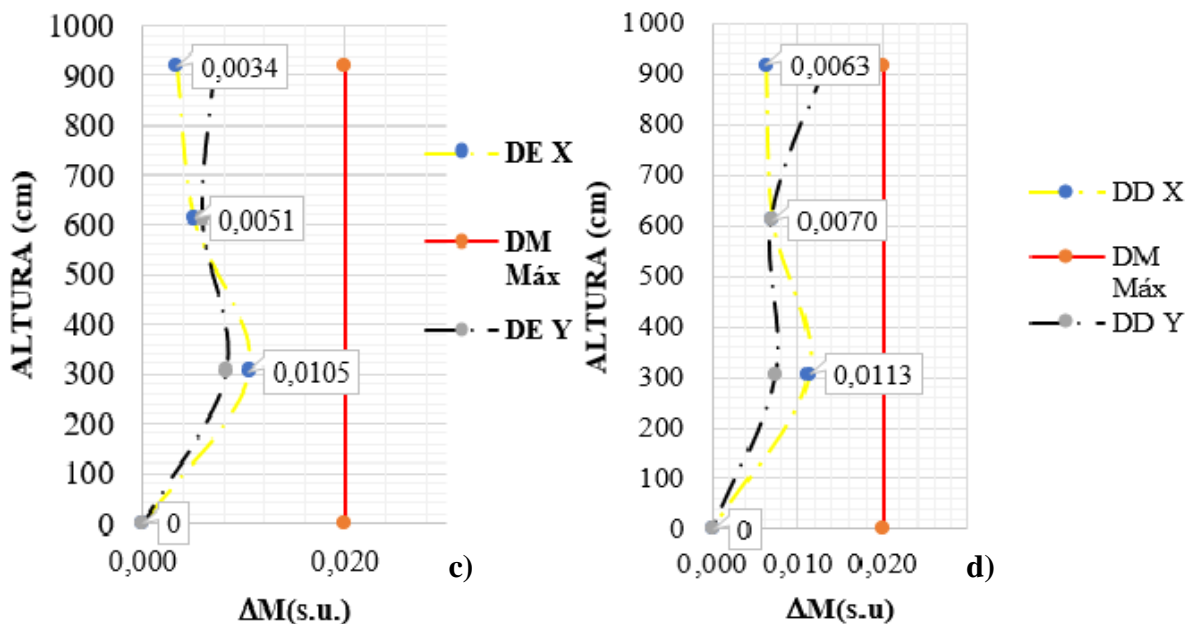 1000
900
800
700
600
500
400
300
200
100
0
ALTURA (cm)
0,0034
0,0051
0,0105
0
0,000
0,020
ΔM(s.u.)
DE X
DM
Máx
DE Y
c)
1000
900
800
700
600
500
400
300
200
100
0
ALTURA (cm)
0,0063
0,0070
0,0113
0
0,000
0,010
0,020
ΔM(s.u)
DD X
DM
Máx
DD Y
d)